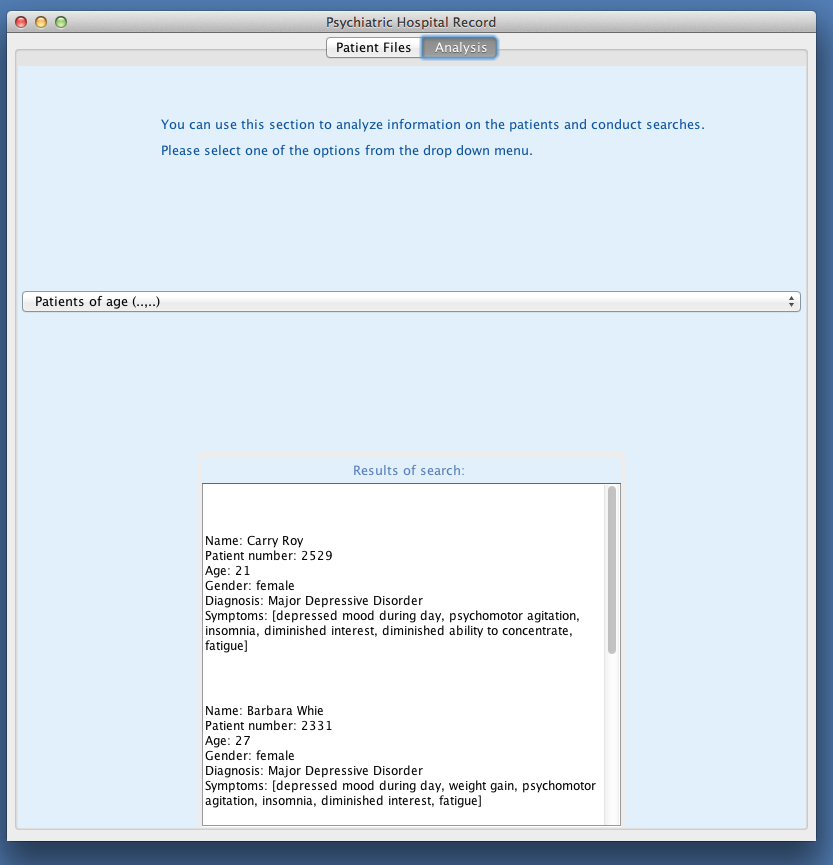 Psychiatric Hospital Record
Patient Files Analysis
You can use this section to analyze information on the patients and conduct searches.
Please select one of the options from the drop down menu.
Patients of age (..,..)
Results of search:
Name: Carry Roy
Patient number: 2529
Age: 21
Gender: female
Diagnosis: Major Depressive Disorder
Symptoms: [depressed mood during day, psychomotor agitation,
insomnia, diminished interest, diminished ability to concentrate,
fatigue]
Name: Barbara Whie
Patient number: 2331
Age: 27
Gender: female
Diagnosis: Major Depressive Disorder
Symptoms: [depressed mood during day, weight gain, psychomotor
agitation, insomnia, diminished interest, fatigue]